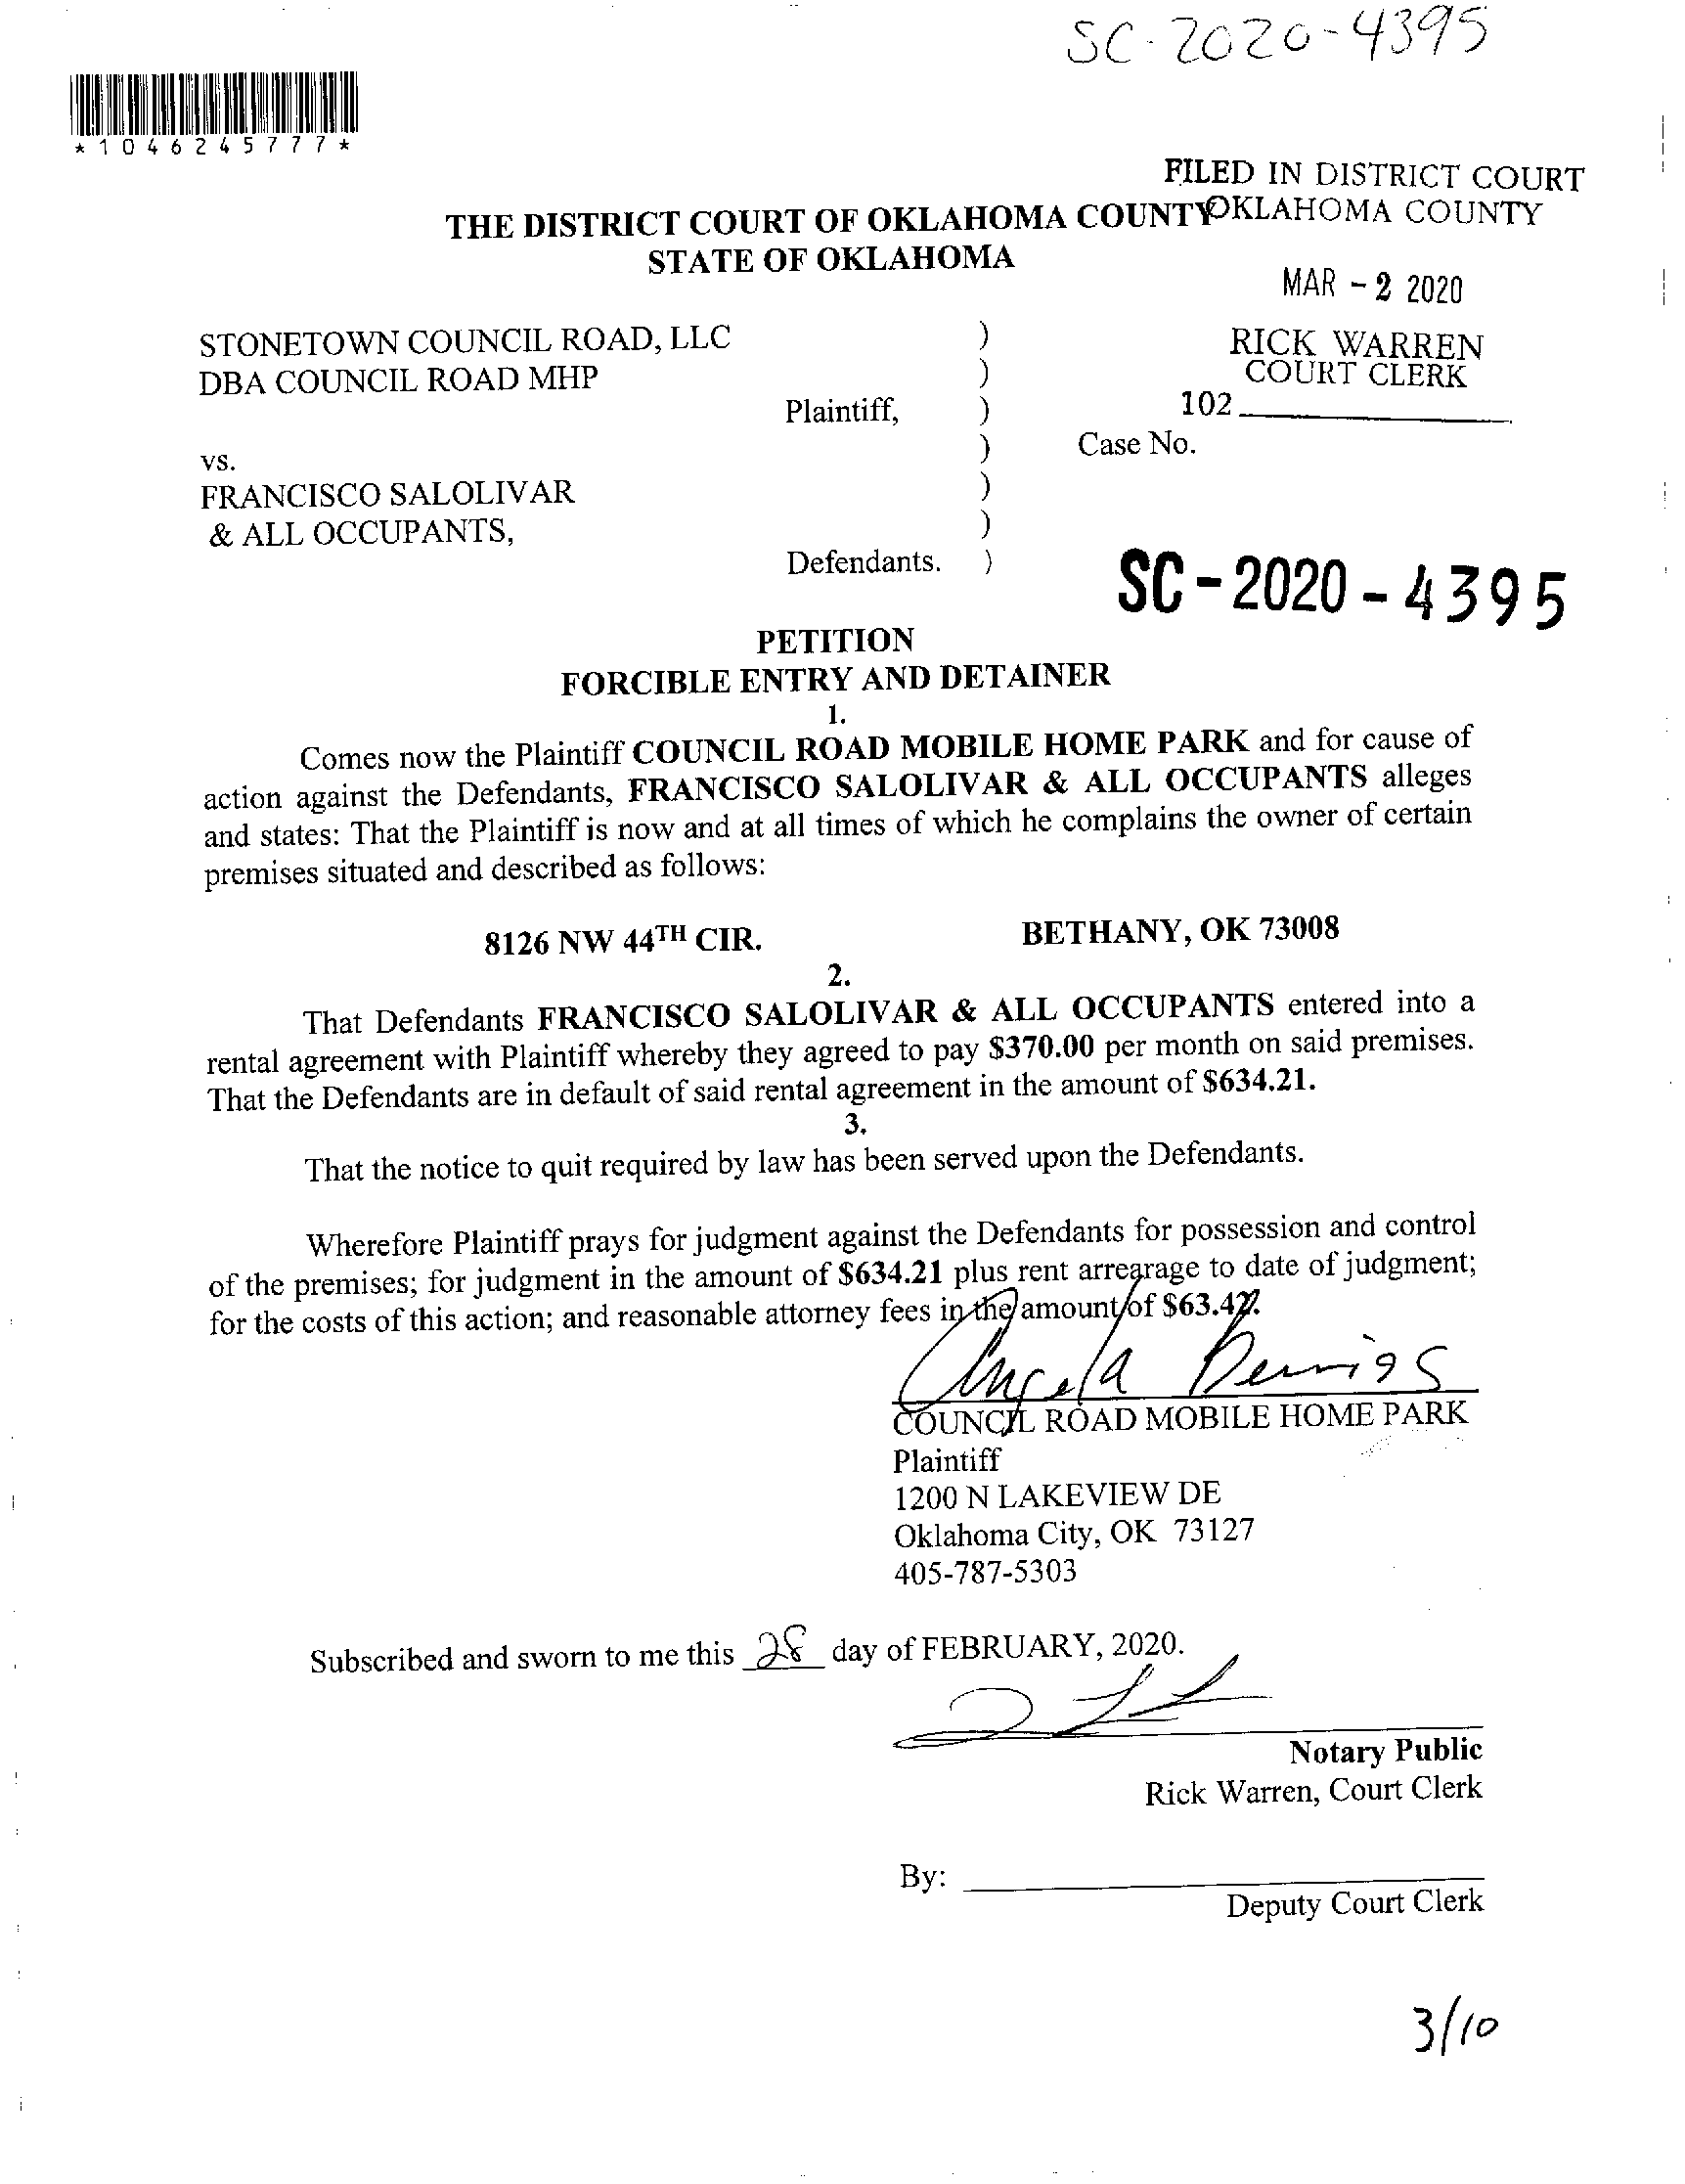 SC-2020-4395
*1046245777*
FILED IN DISTRICT COURT
OKLAHOMA COUNTY
THE DISTRICT COURT OF OKLAHOMA COUNTY
STATE OF OKLAHOMA
MAR - 2 2020
STONETOWN COUNCIL ROAD, LLC )
DBA COUNCIL ROAD MHP )
RICK WARREN
COURT CLERK
Plaintiff, )
102
) Case No.
vs.
FRANCISCO SALOLIVAR )
& ALL OCCUPANTS, )
Defendants. )
SC-2020-4395
PETITION
FORCIBLE ENTRY AND DETAINER
1.
Comes now the Plaintiff COUNCIL ROAD MOBILE HOME PARK and for cause of
action against the Defendants, FRANCISCO SALOLIVAR & ALL OCCUPANTS alleges
and states: That the Plaintiff is now and at all times of which he complains the owner of certain
premises situated and described as follows:
8126 NW 44TH CIR. BETHANY, OK 73008
2.
That Defendants FRANCISCO SALOLIVAR & ALL OCCUPANTS entered into a
rental agreement with Plaintiff whereby they agreed to pay $370.00 per month on said premises.
That the Defendants are in default of said rental agreement in the amount of $634.21.
3.
That the notice to quit required by law has been served upon the Defendants.
Wherefore Plaintiff prays for judgment against the Defendants for possession and control
of the premises; for judgment in the amount of $634.21 plus rent arrearage to date of judgment;
for the costs of this action; and reasonable attorney fees in the amount of $63.42.
Angela
COUNCIL ROAD MOBILE HOME PARK
Plaintiff
1200 N LAKEVIEW DE
Oklahoma City, OK 73127
405-787-5303
Subscribed and sworn to me this 28 day of FEBRUARY, 2020.
Notary Public
Rick Warren, Court Clerk
By:
Deputy Court Clerk
3/10